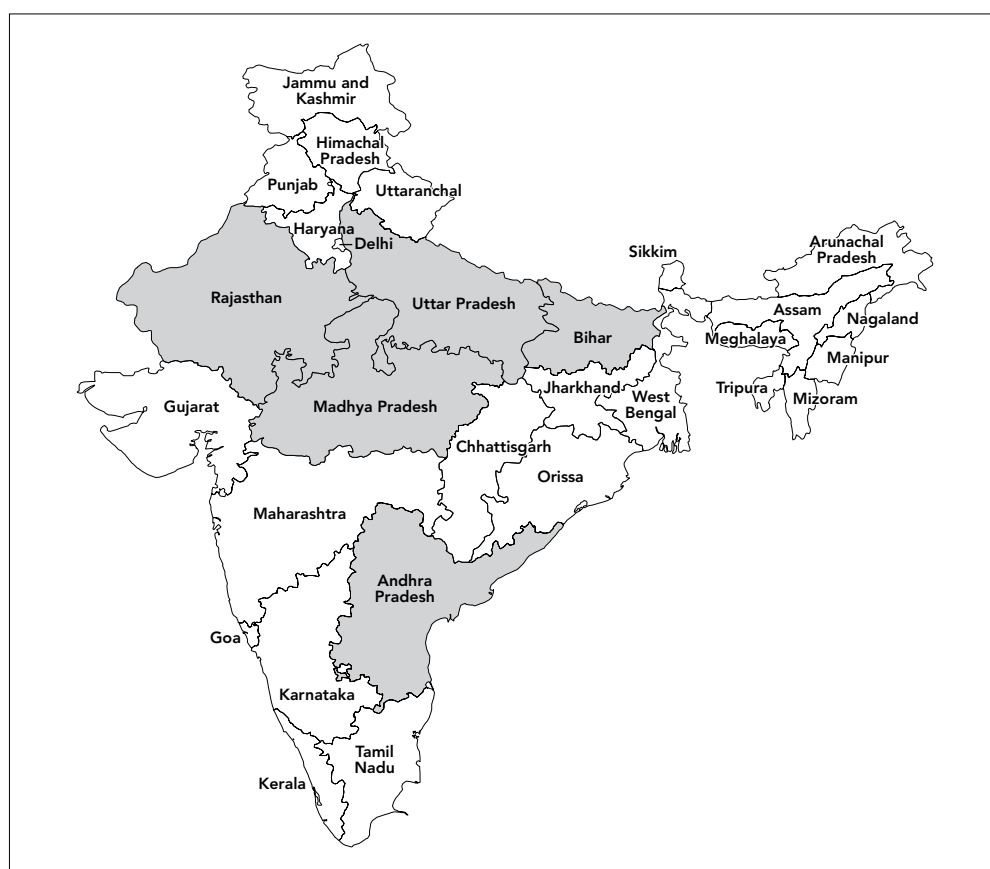 Jammu and
Kashmir
Himachal
Pradesh
Punjab
Uttaranchal
Haryana
Delhi
Rajasthan
Uttar Pradesh
Bihar
Sikkim
Arunachal
Pradesh
Assam
Nagaland
Meghalaya
Manipur
Tripura
Mizoram
Gujarat
Madhya Pradesh
Jharkhand
West
Bengal
Chhattisgarh
Orissa
Maharashtra
Andhra
Pradesh
Goa
Karnataka
Tamil
Nadu
Kerala